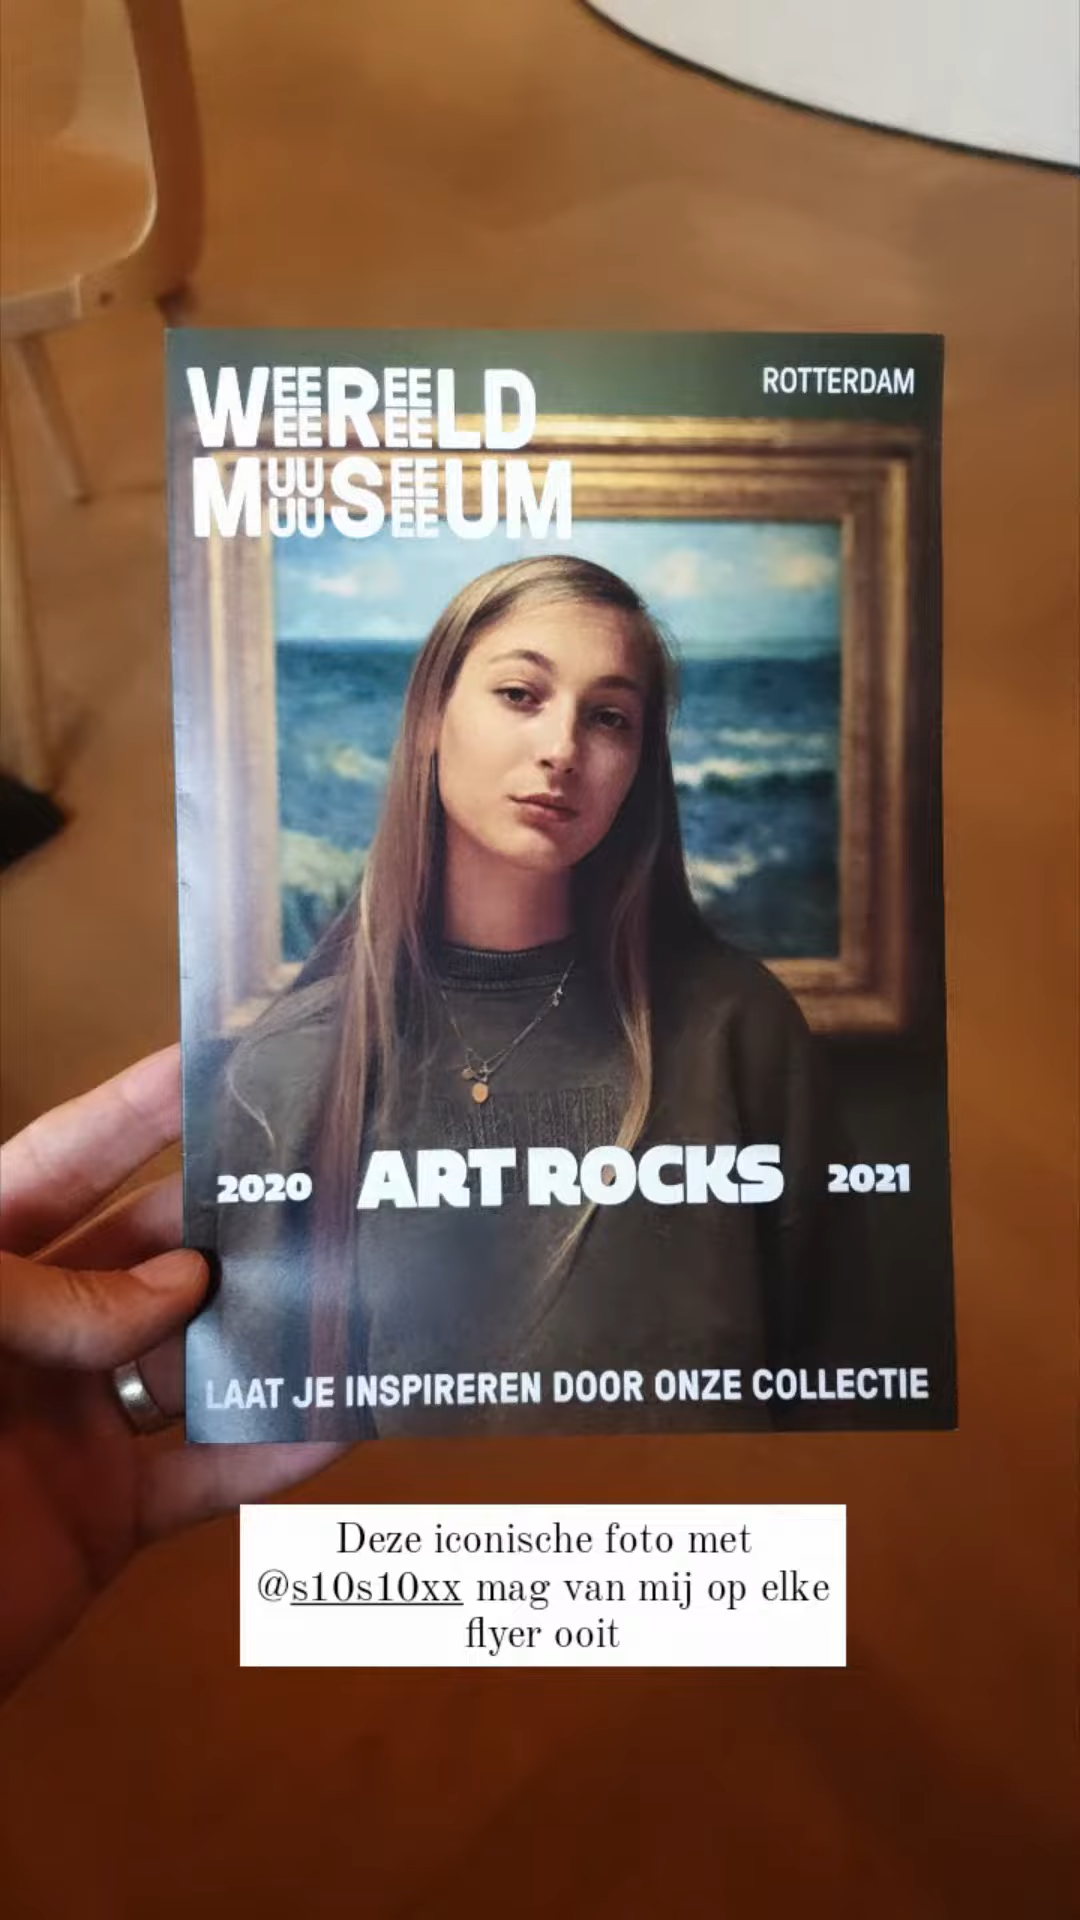 WEREELD
ROTTERDAM
MUSEUM
2020 ART ROCKS 2021
LAAT JE INSPIREREN DOOR ONZE COLLECTIE
Deze iconische foto met
@s10s10xx mag van mij op elke
flyer ooit